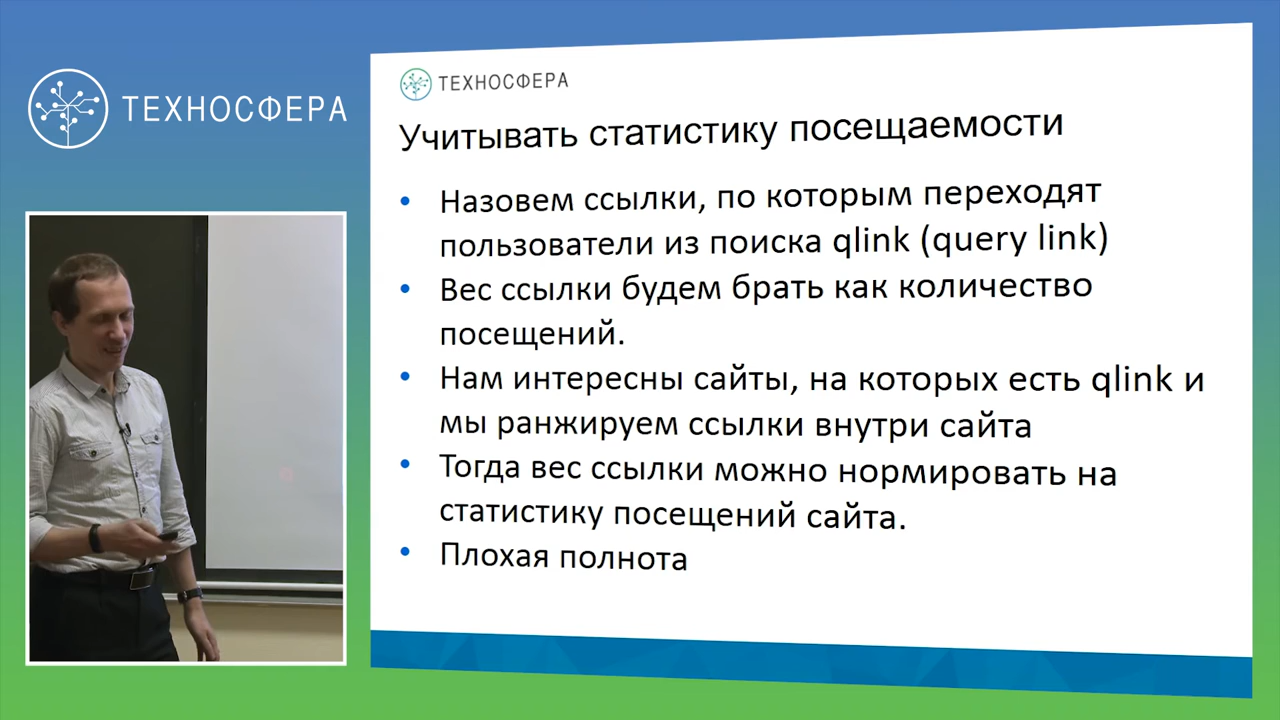 ТЕХНОСФЕРА
ТЕХНОСФЕРА
Учитывать статистику посещаемости
• Назовем ссылки, по которым переходят
пользователи из поиска qlink (query link)
• Вес ссылки будем брать как количество
посещений.
• Нам интересны сайты, на которых есть qlink и
мы ранжируем ссылки внутри сайта
• Тогда вес ссылки можно нормировать на
статистику посещений сайта.
• Плохая полнота